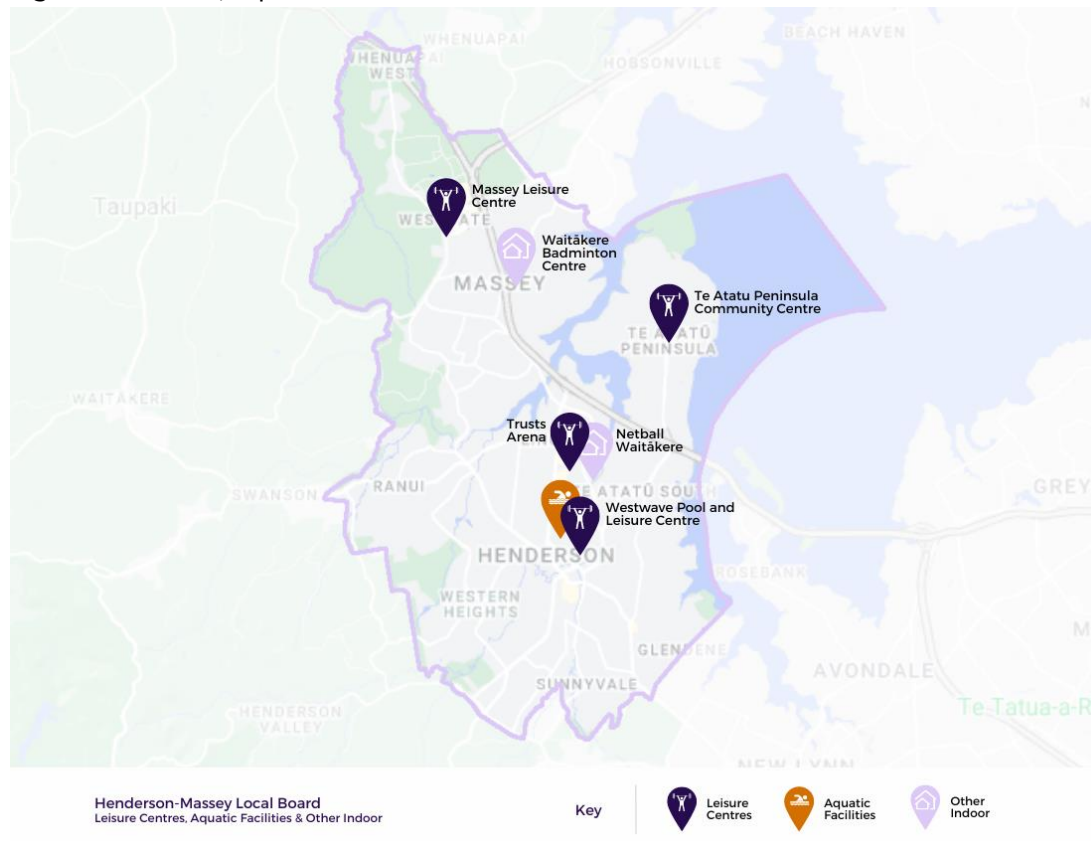 WHENUAPAI
BEACH HAVEN
WHENUAPAI
WEST
HOBSONVILLE
Massey Leisure
Centre
Taupaki
WESTGATE
Waitākere
Badminton
Centre
MASSEY
Te Atatu Peninsula
Community Centre
TE ATATŪ
PENINSULA
WAITĀKERE
Trusts
Arena
Netball
Waitākere
RANUI
TE ATATŪ SOUTH
SWANSON
GREY
Westwave Pool and
Leisure Centre
HENDERSON
ROSEBANK
WESTERN
HEIGHTS
GLENDENE
AVONDALE
SUNNYVALE
HENDERSON
VALLEY
Te Tatua-a-R
NEW LYNN
Henderson-Massey Local Board
Leisure Centres, Aquatic Facilities & Other Indoor
Key
Leisure
Centres
Aquatic
Facilities
Other
Indoor